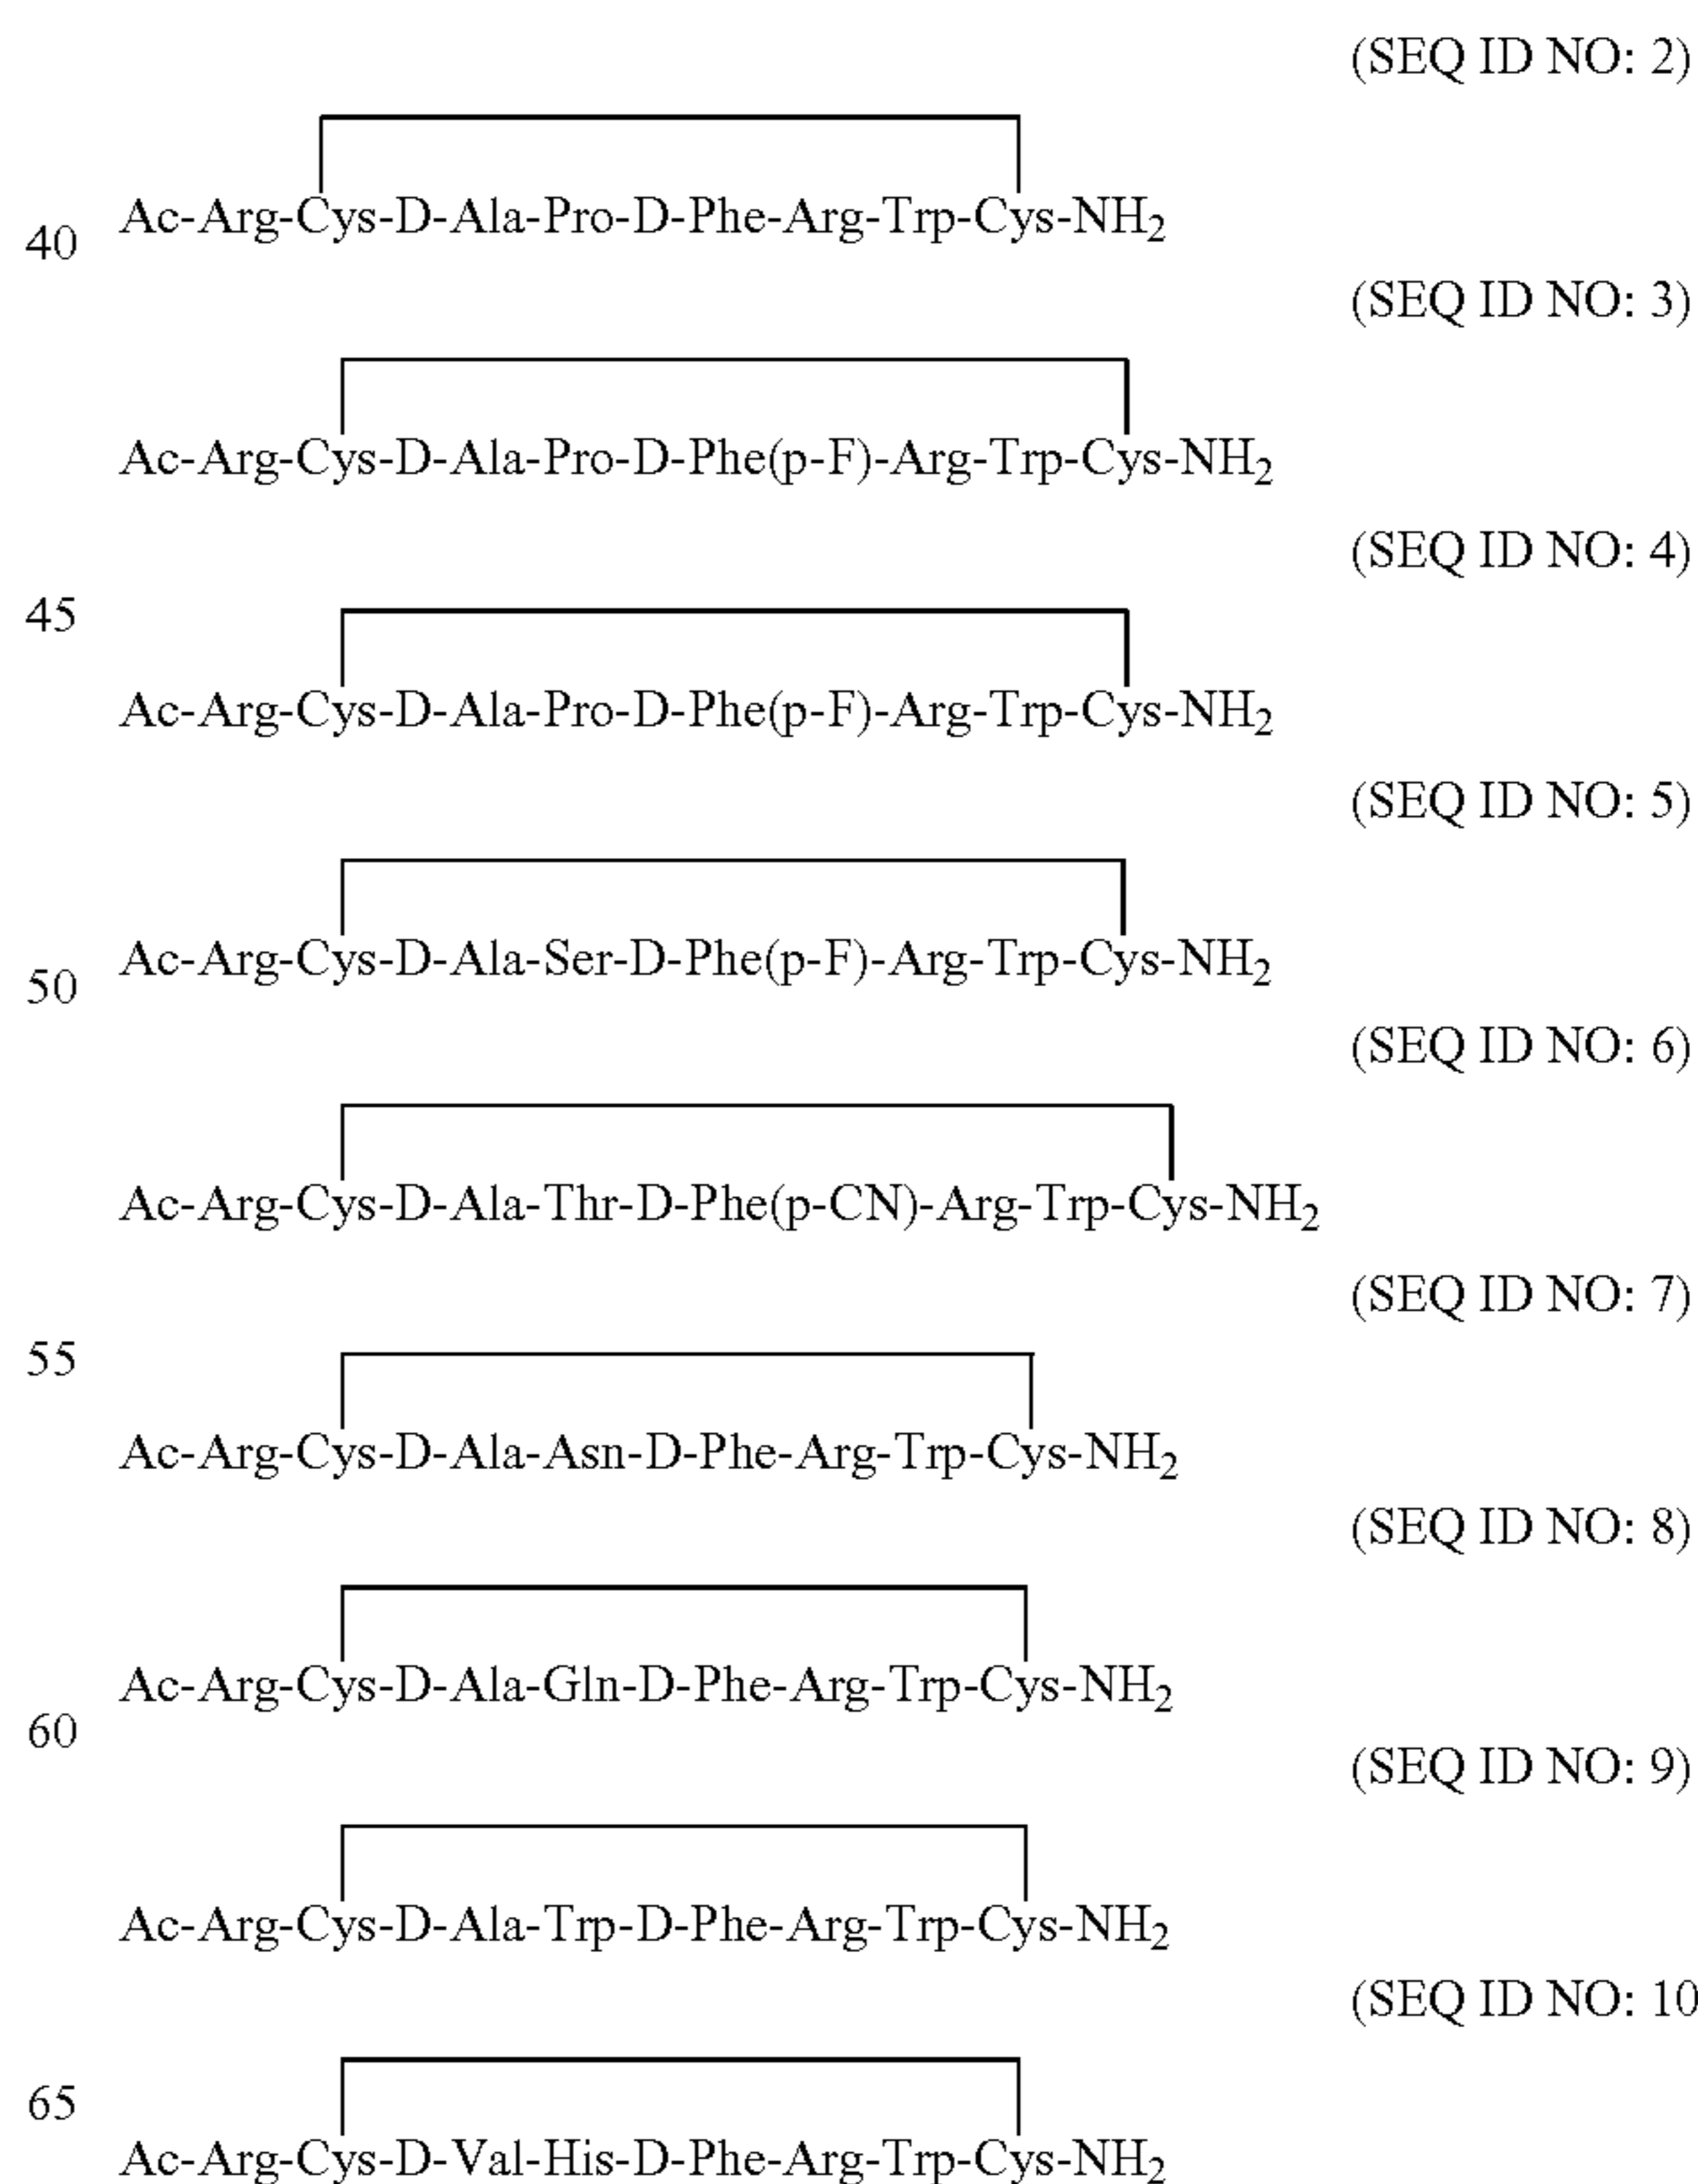 (SEQ ID NO: 2)
40 Ac-Arg-Cys-D-Ala-Pro-D-Phe-Arg-Trp-Cys-NH2
(SEQ ID NO: 3)
Ac-Arg-Cys-D-Ala-Pro-D-Phe(p-F)-Arg-Trp-Cys-NH2
(SEQ ID NO: 4)
45
Ac-Arg-Cys-D-Ala-Pro-D-Phe(p-F)-Arg-Trp-Cys-NH2
(SEQ ID NO: 5)
50 Ac-Arg-Cys-D-Ala-Ser-D-Phe(p-F)-Arg-Trp-Cys-NH2
(SEQ ID NO: 6)
Ac-Arg-Cys-D-Ala-Thr-D-Phe(p-CN)-Arg-Trp-Cys-NH2
(SEQ ID NO: 7)
55
Ac-Arg-Cys-D-Ala-Asn-D-Phe-Arg-Trp-Cys-NH2
(SEQ ID NO: 8)
Ac-Arg-Cys-D-Ala-Gln-D-Phe-Arg-Trp-Cys-NH2
60
(SEQ ID NO: 9)
Ac-Arg-Cys-D-Ala-Trp-D-Phe-Arg-Trp-Cys-NH2
(SEQ ID NO: 10
65
Ac-Arg-Cys-D-Val-His-D-Phe-Arg-Trp-Cys-NH2